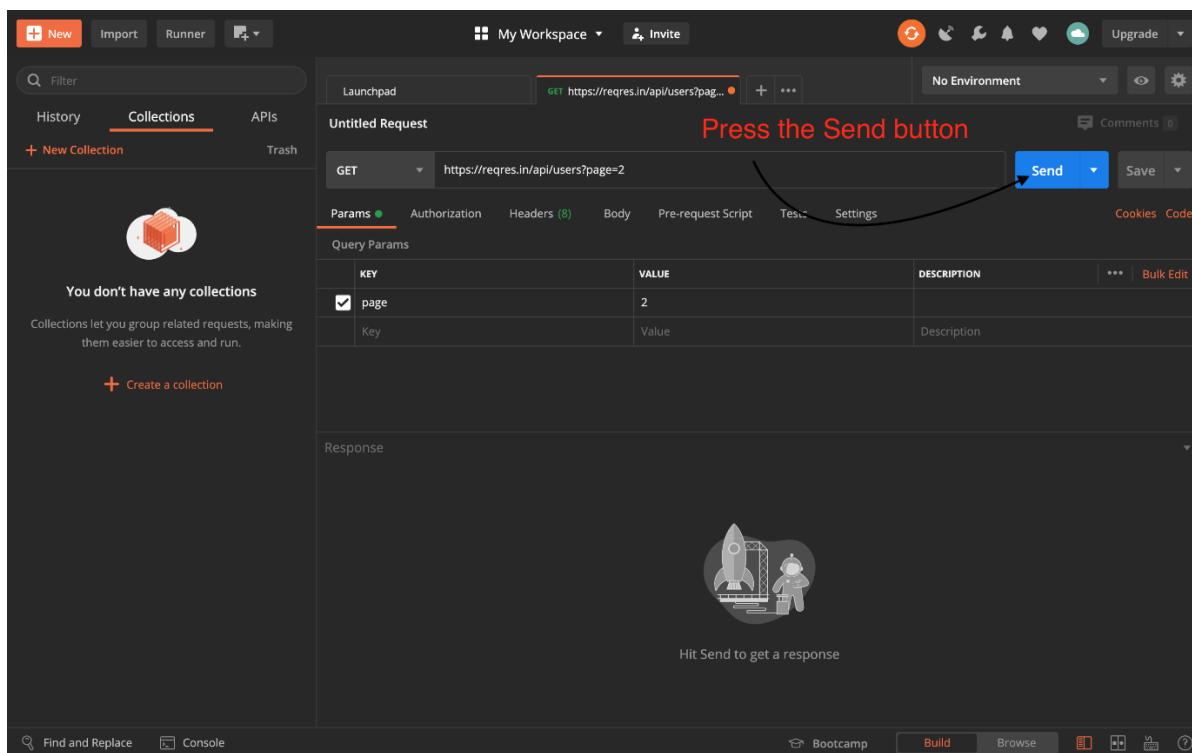 New Import Runner My Workspace Invite Upgrade
Filter
History Collections APIs
+ New Collection Trash
You don't have any collections
Collections let you group related requests, making
them easier to access and run.
+ Create a collection
Launchpad GET https://reqres.in/api/users?pag... + ••• No Environment
Untitled Request Press the Send button Comments 0
GET https://reqres.in/api/users?page=2 Send Save
Params Authorization Headers (8) Body Pre-request Script Tests Settings Cookies Code
Query Params
KEY VALUE DESCRIPTION ••• Bulk Edit
page 2
Key Value Description
Response
Hit Send to get a response
Find and Replace Console Bootcamp Build Browse